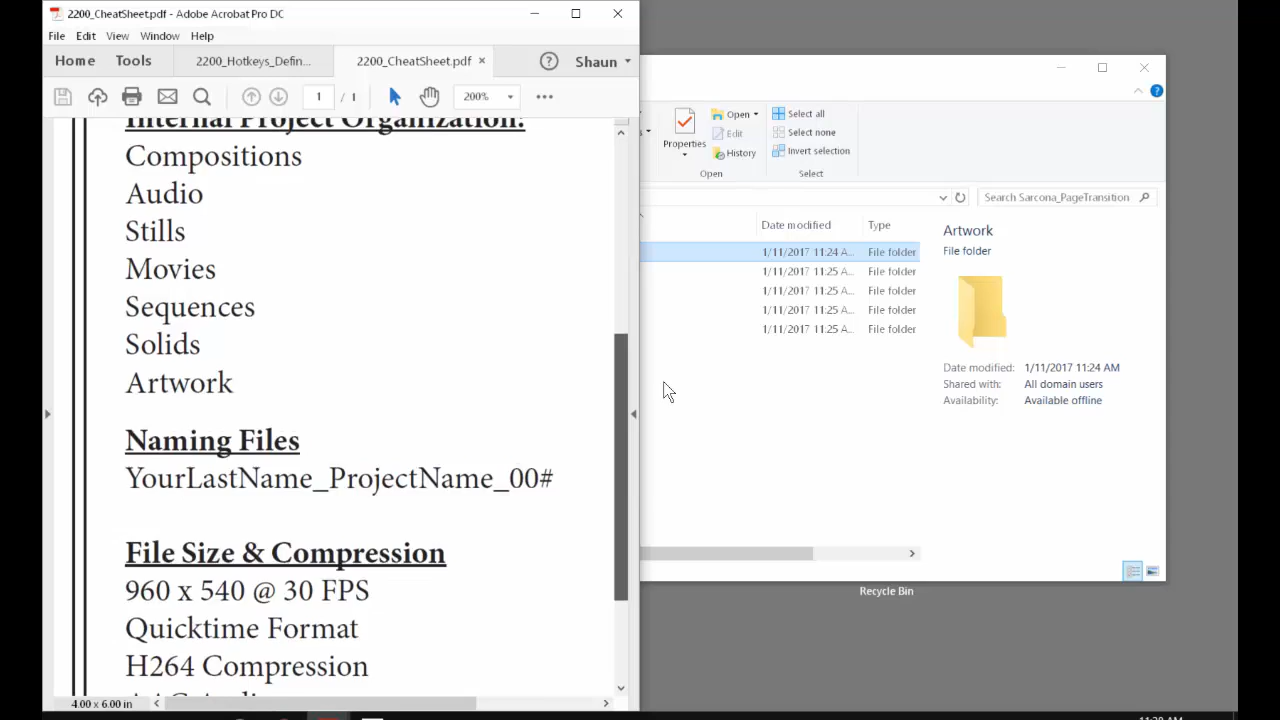 2200_CheatSheet.pdf - Adobe Acrobat Pro DC
File Edit View Window Help
Home Tools 2200_Hotkeys_Defin... 2200_CheatSheet.pdf × ? Shaun
1 / 1 200%
Internal Project Organization:
Compositions
Audio
Stills
Movies
Sequences
Solids
Artwork
Naming Files
YourLastName_ProjectName_00#
File Size & Compression
960 x 540 @ 30 FPS
Quicktime Format
H264 Compression
4.00 x 6.00 in
Properties
Open
Edit
History
Open
Select all
Select none
Invert selection
Select
Search Sarcona_PageTransition
Date modified Type
1/11/2017 11:24 A... File folder
1/11/2017 11:25 A... File folder
1/11/2017 11:25 A... File folder
1/11/2017 11:25 A... File folder
1/11/2017 11:25 A... File folder
Artwork
File folder
Date modified: 1/11/2017 11:24 AM
Shared with: All domain users
Availability: Available offline
Recycle Bin